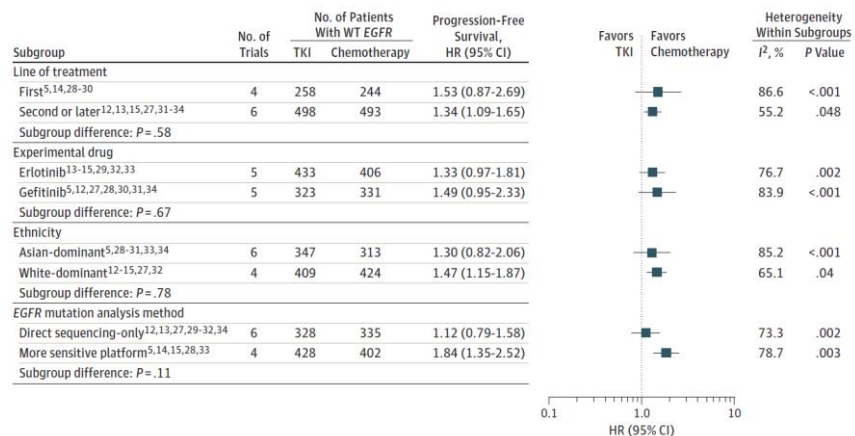 No. of Patients With WT EGFR
Progression-Free Survival, HR (95% CI)
Heterogeneity Within Subgroups
Subgroup No. of Trials TKI Chemotherapy Favors TKI Favors Chemotherapy I², % P Value
Line of treatment
First5,14,28-30 4 258 244 1.53 (0.87-2.69) 86.6 <.001
Second or later12,13,15,27,31-34 6 498 493 1.34 (1.09-1.65) 55.2 .048
Subgroup difference: P = .58
Experimental drug
Erlotinib13-15,29,32,33 5 433 406 1.33 (0.97-1.81) 76.7 .002
Gefitinib5,12,27,28,30,31,34 5 323 331 1.49 (0.95-2.33) 83.9 <.001
Subgroup difference: P = .67
Ethnicity
Asian-dominant5,28-31,33,34 6 347 313 1.30 (0.82-2.06) 85.2 <.001
White-dominant12-15,27,32 4 409 424 1.47 (1.15-1.87) 65.1 .04
Subgroup difference: P = .78
EGFR mutation analysis method
Direct sequencing-only12,13,27,29-32,34 6 328 335 1.12 (0.79-1.58) 73.3 .002
More sensitive platform5,14,15,28,33 4 428 402 1.84 (1.35-2.52) 78.7 .003
Subgroup difference: P = .11
0.1 1.0 10
HR (95% CI)